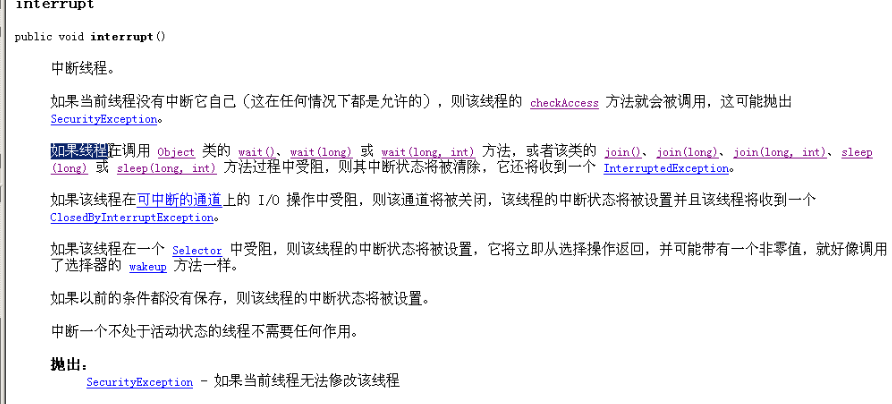 interrupt
public void interrupt()
中断线程。
如果当前线程没有中断它自己（这在任何情况下都是允许的），则该线程的 checkAccess 方法就会被调用，这可能抛出
SecurityException。
如果线程在调用 Object 类的 wait()、wait(long) 或 wait(long, int) 方法，或者该类的 join()、join(long)、join(long, int)、sleep
(long) 或 sleep(long, int) 方法过程中受阻，则其中断状态将被清除，它还将收到一个 InterruptedException。
如果该线程在可中断的通道上的 I/O 操作中受阻，则该通道将被关闭，该线程的中断状态将被设置并且该线程将收到一个
ClosedByInterruptException。
如果该线程在一个 Selector 中受阻，则该线程的中断状态将被设置，它将立即从选择操作返回，并可能带有一个非零值，就好像调用
了选择器的 wakeup 方法一样。
如果以前的条件都没有保存，则该线程的中断状态将被设置。
中断一个不处于活动状态的线程不需要任何作用。
抛出：
SecurityException - 如果当前线程无法修改该线程